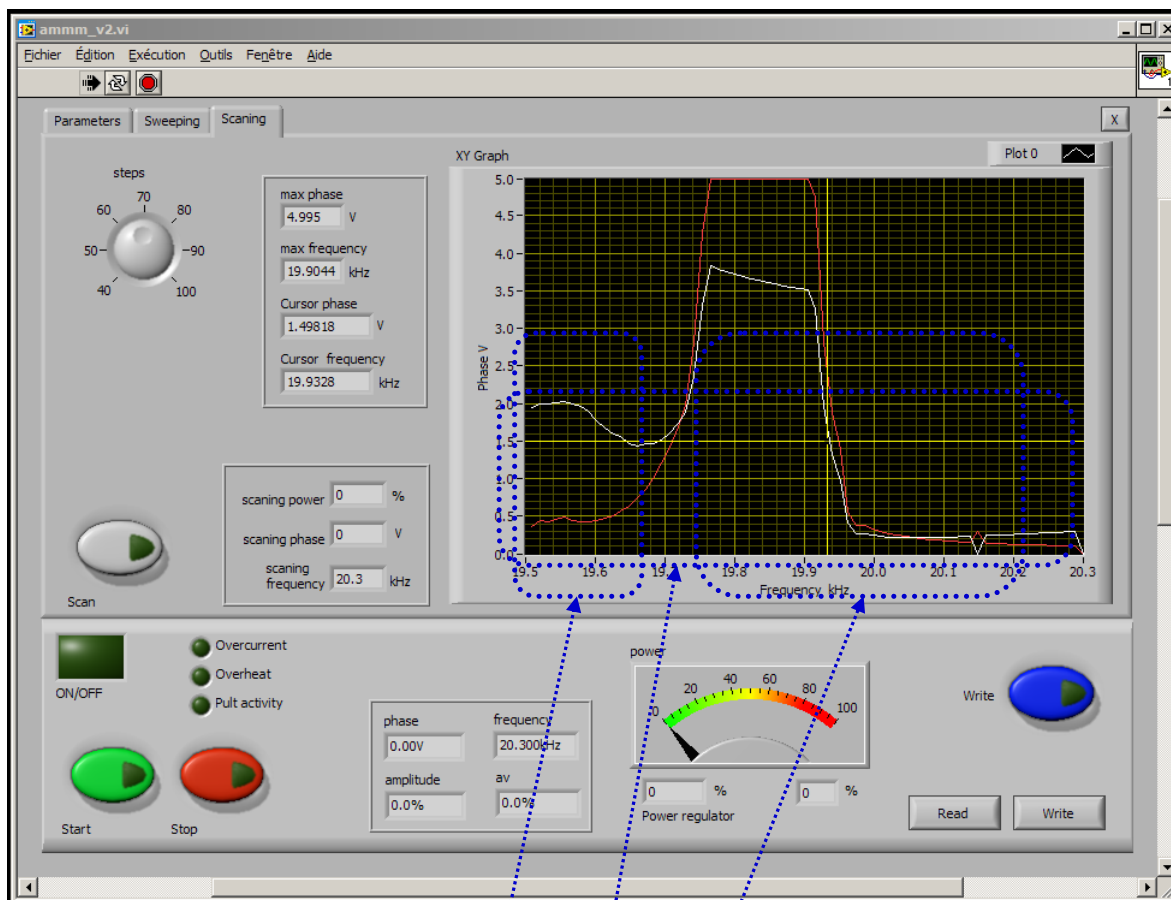 ammm_v2.vi
Fichier Édition Exécution Outils Fenêtre Aide
Parameters Sweeping Scaning
X
steps
40 50 60 70 80 90 100
max phase
4.995 V
max frequency
19.9044 kHz
Cursor phase
1.49818 V
Cursor frequency
19.9328 kHz
scaning power 0 %
scaning phase 0 V
scaning
frequency 20.3 kHz
Scan
XY Graph
Plot 0
Phase V
5.0
4.5
4.0
3.5
3.0
2.5
2.0
1.5
1.0
0.5
0.0
19.5 19.6 19.7 19.8 19.9 20.0 20.1 20.2 20.3
Frequency kHz
ON/OFF
Overcurrent
Overheat
Pult activity
Start
Stop
phase
0.00V
frequency
20.300kHz
amplitude
0.0%
av
0.0%
power
0 20 40 60 80 100
0 %
0 %
Power regulator
Write
Read
Write